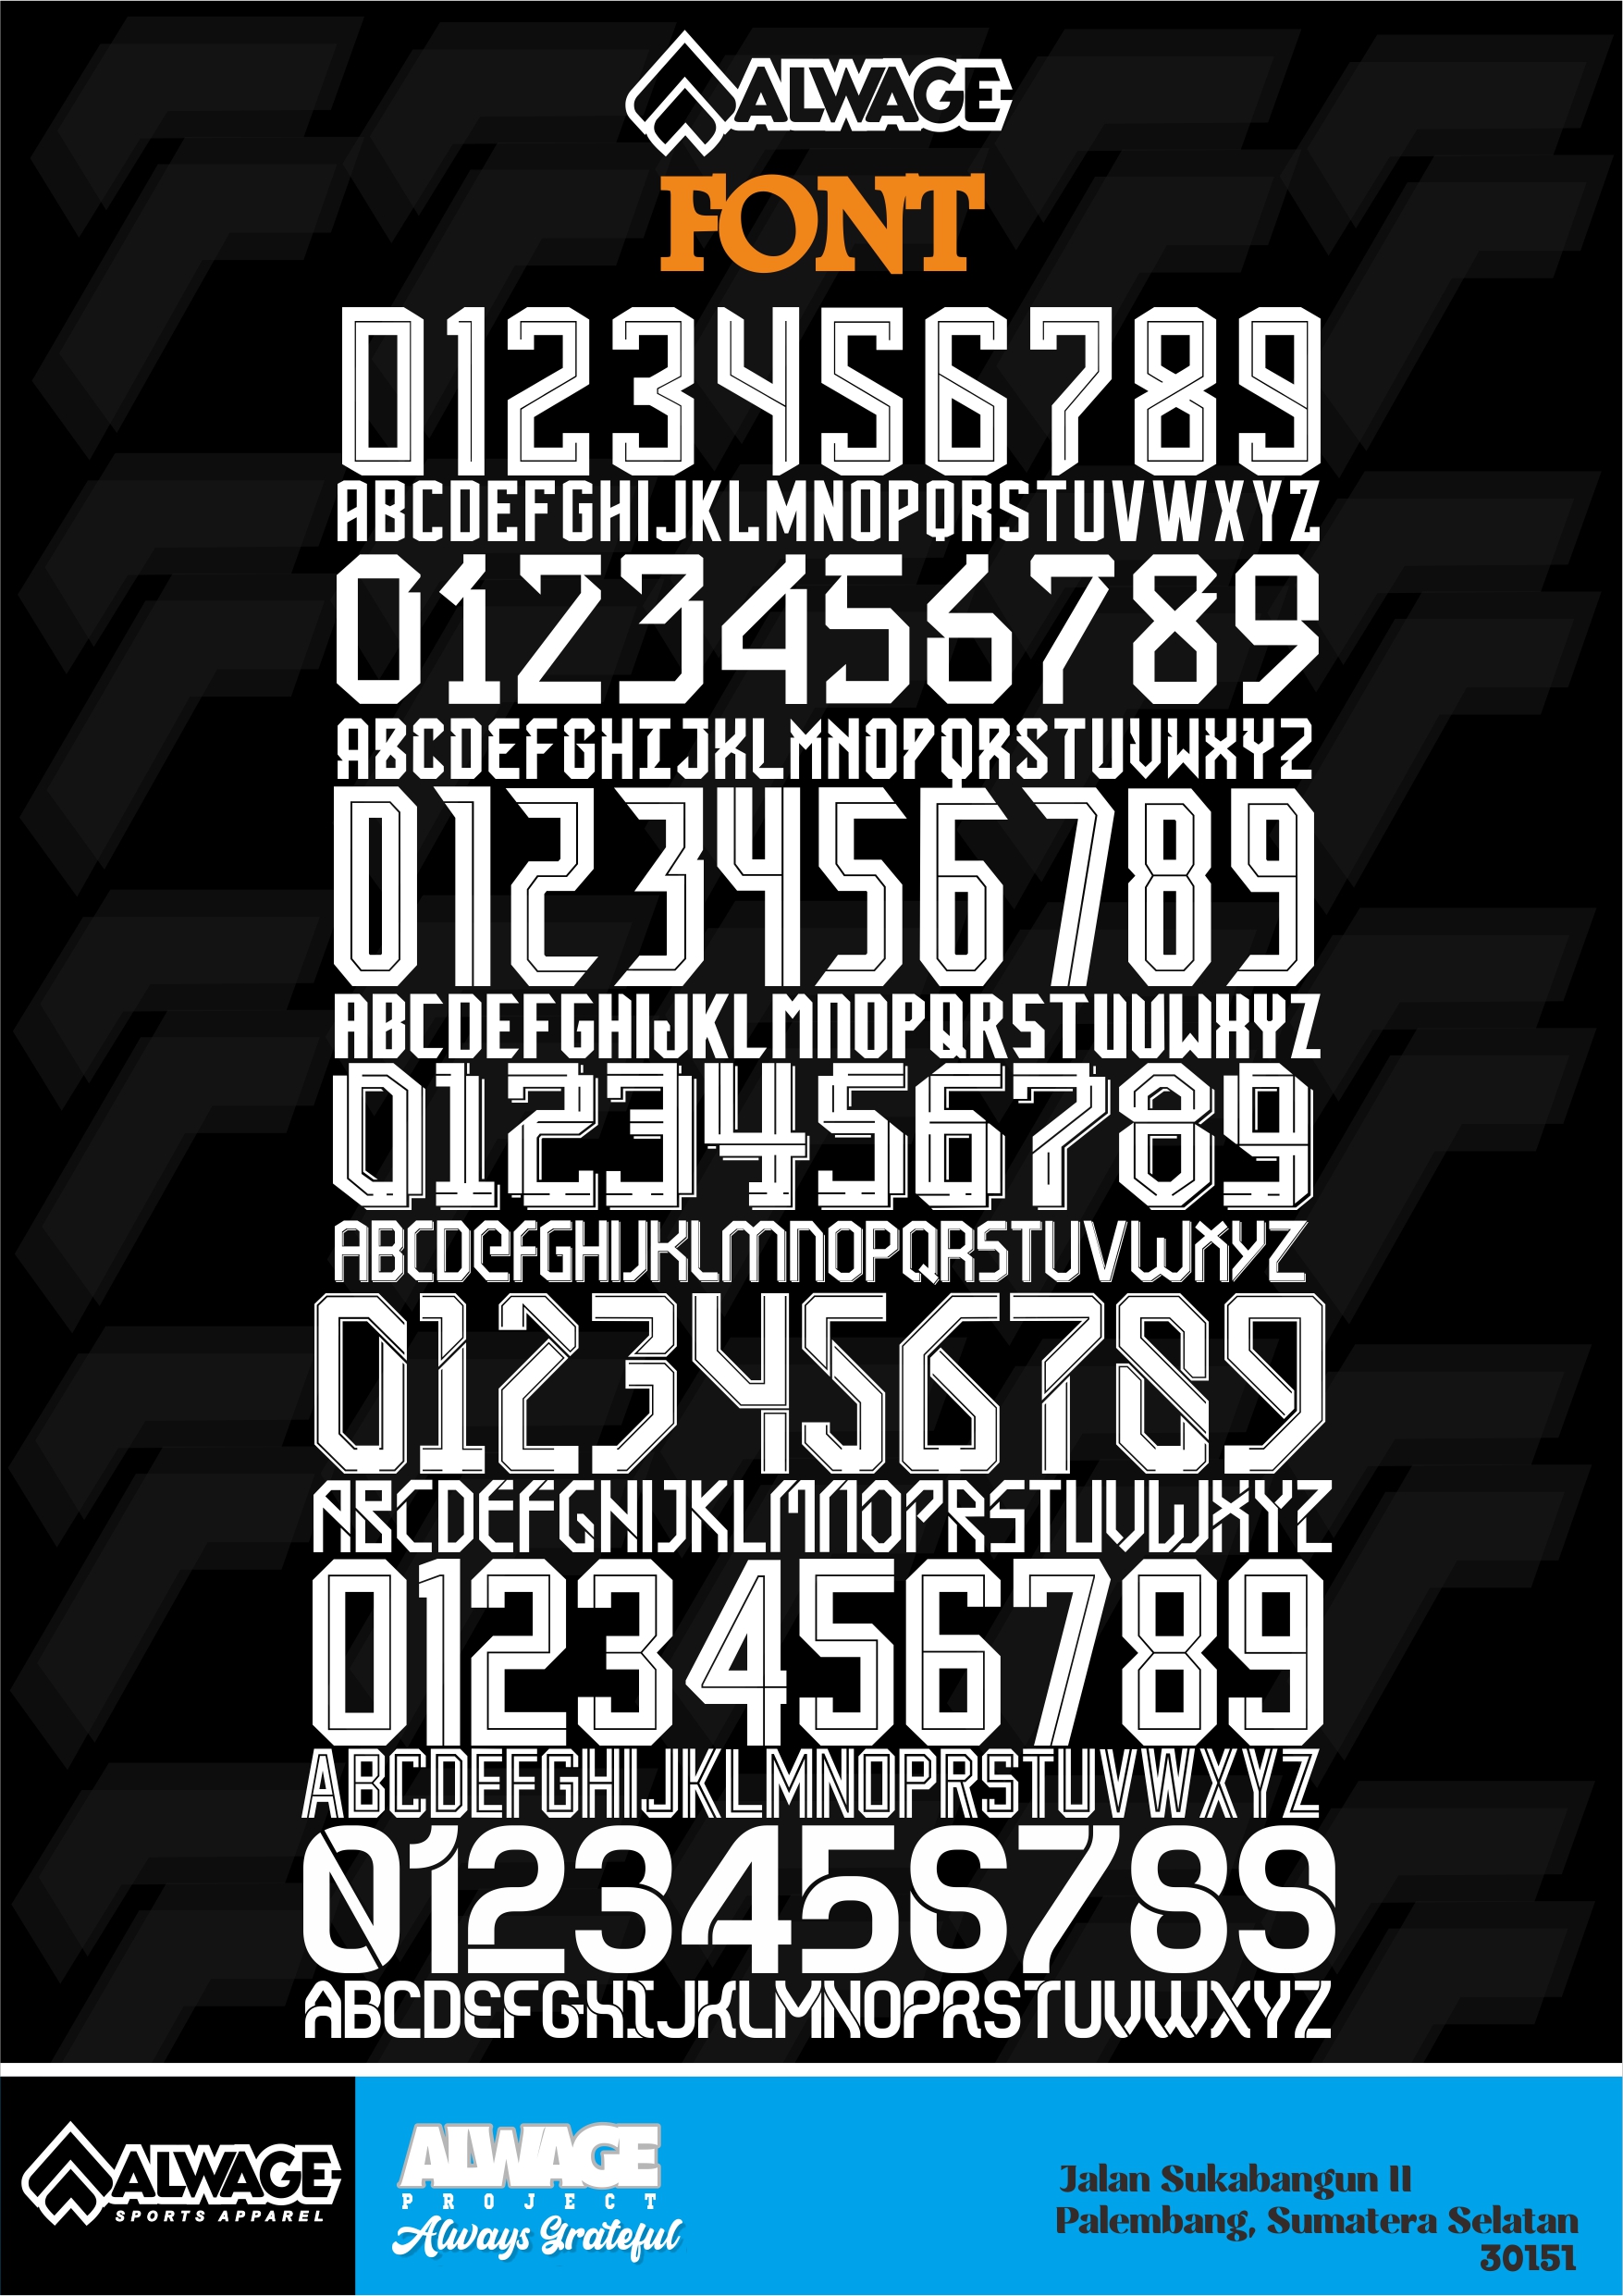 ALWAGE
FONT
0123456789
ABCDEFGHIJKLMNOPQRSTUVWXYZ
0123456789
ABCDEFGHIJKLMNOPQRSTUVWXYZ
0123456789
ABCDEFGHIJKLMNOPQRSTUVWXYZ
0123456789
ABCDEFGHIJKLMNOPQRSTUVWXYZ
0123456789
ABCDEFGHIJKLMNOPRSTUVWXYZ
0123456789
ABCDEFGHIJKLMNOPRSTUVWXYZ
0123456789
ABCDEFGHIJKLMNOPRSTUVWXYZ
ALWAGE
SPORTS APPAREL
ALWAGE
PROJECT
Always Grateful
Jalan Sukabangun II
Palembang, Sumatera Selatan
30151